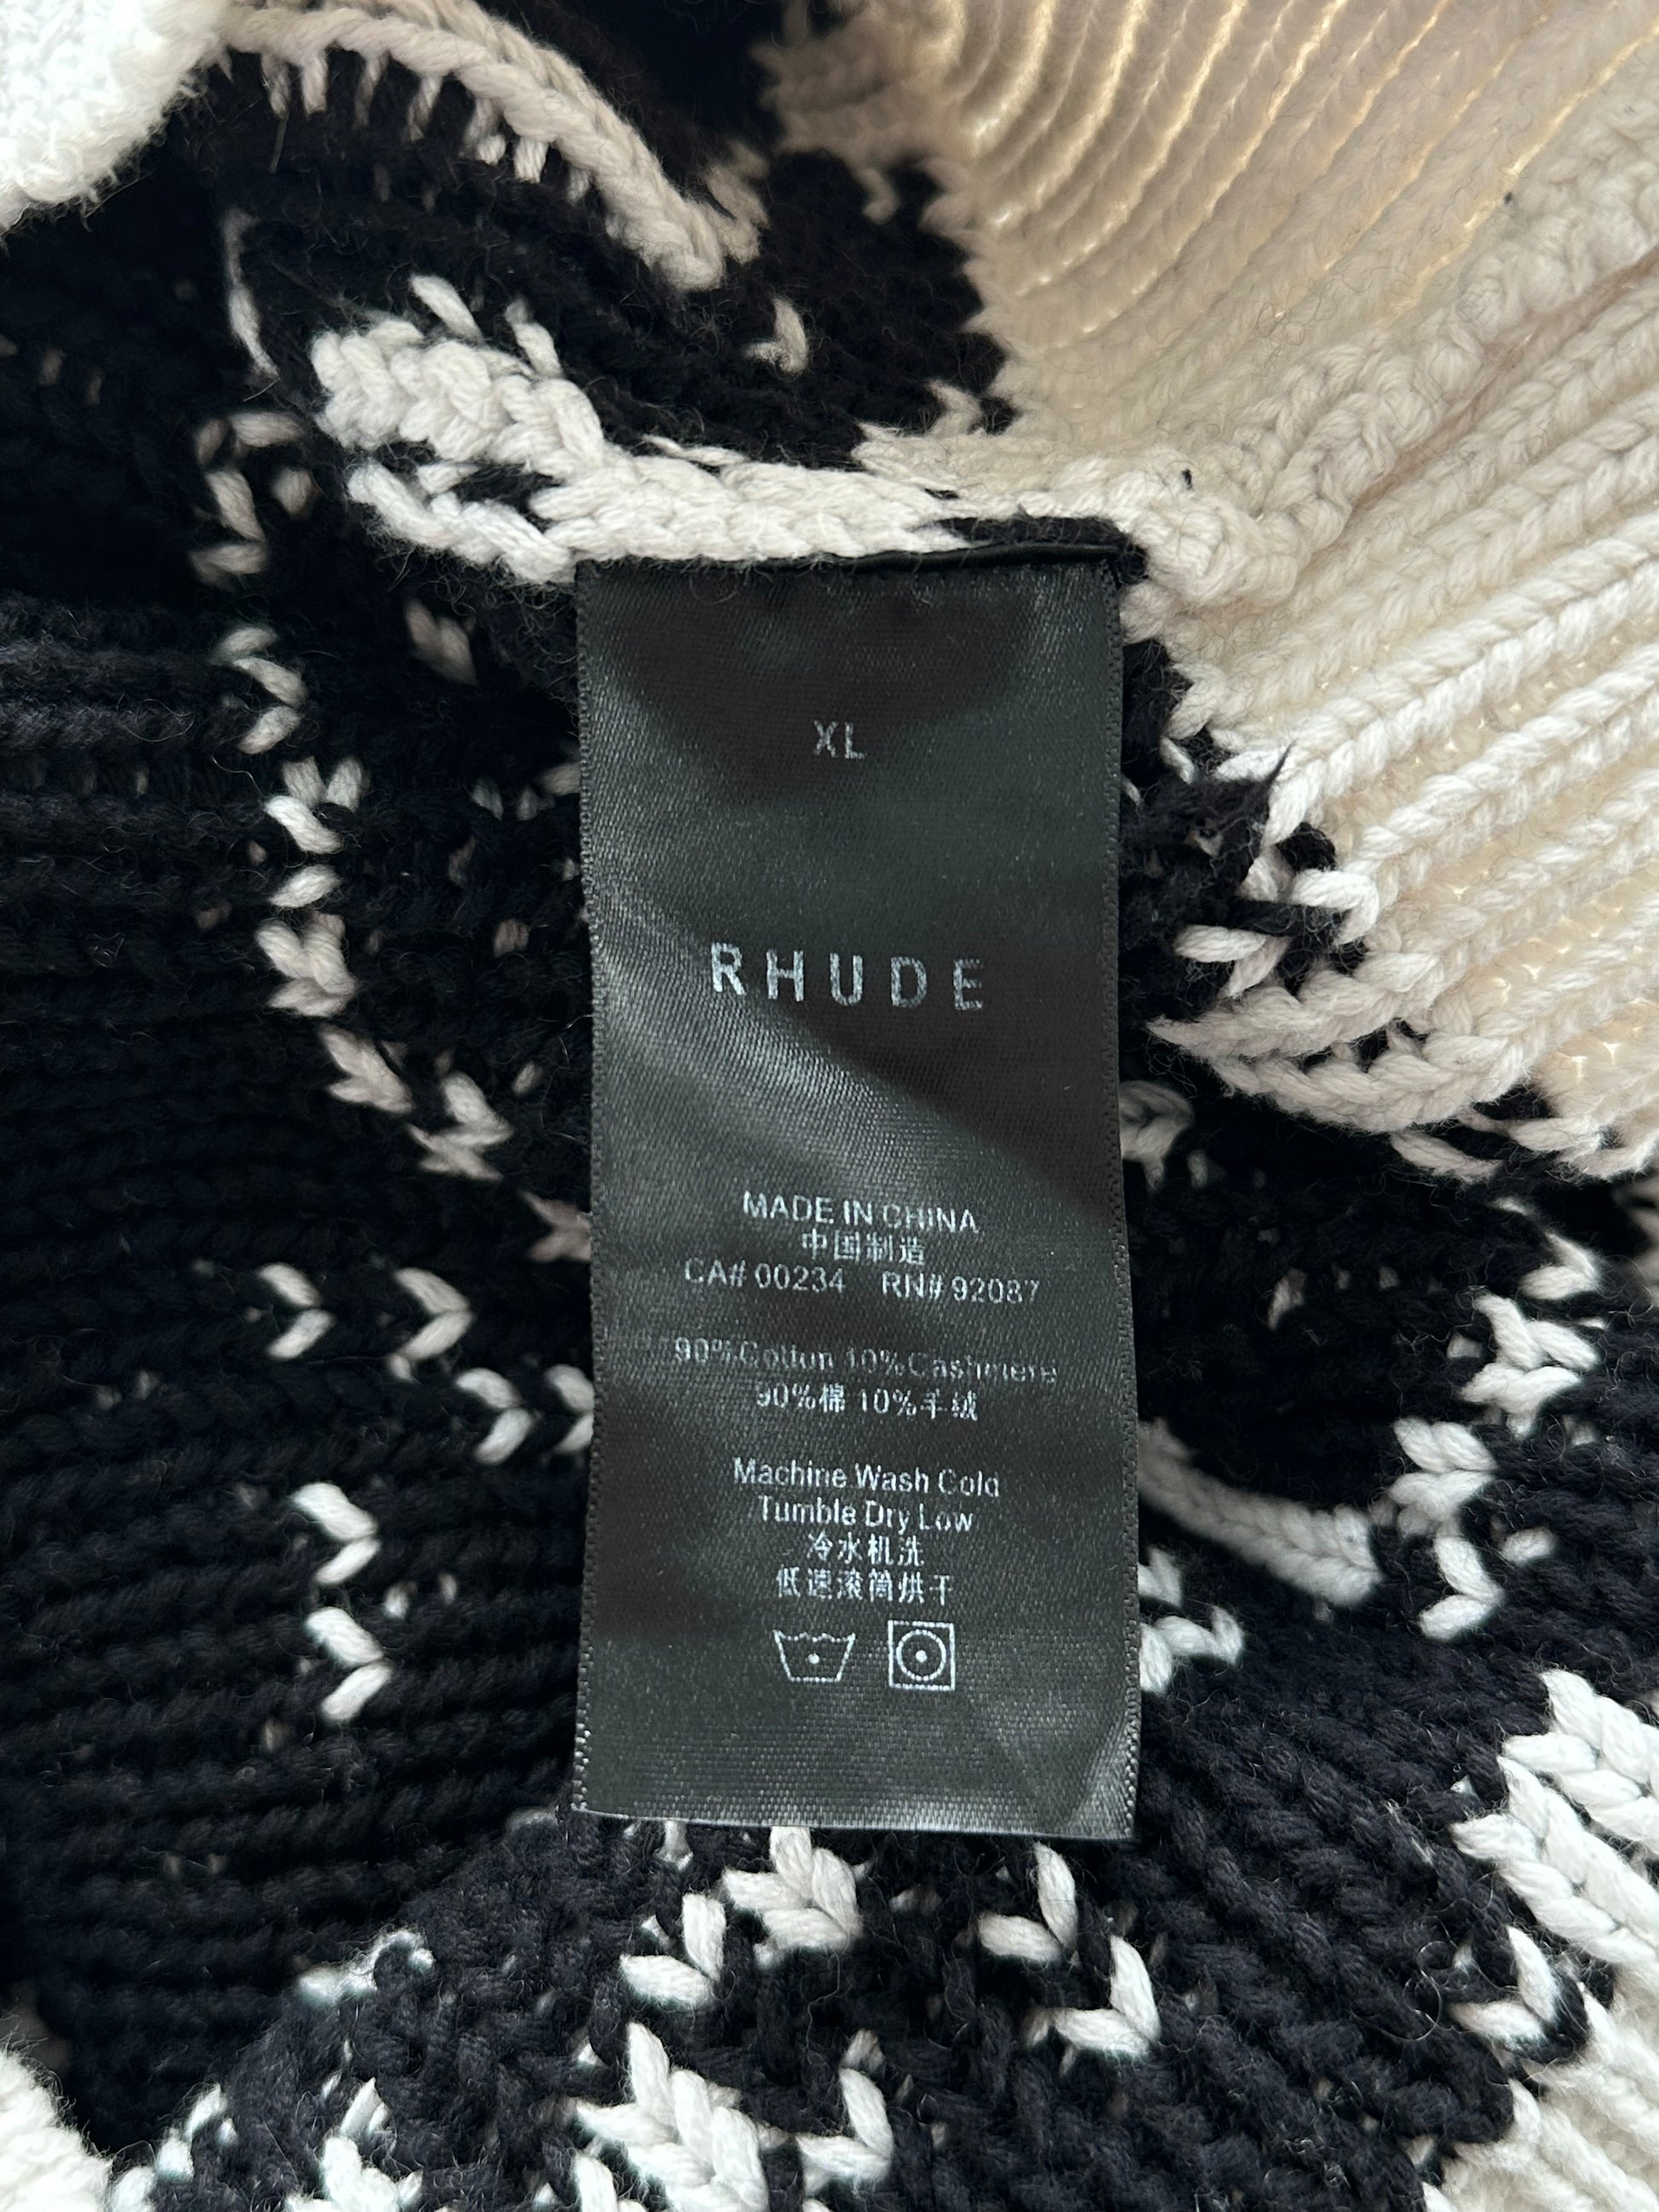 XL
RHUDE
MADE IN CHINA
中国制造
CA# 00234 RN# 92087
90%Cotton 10%Cashmere
90%棉 10%羊绒
Machine Wash Cold
Tumble Dry Low
冷水机洗
低速滚筒烘干